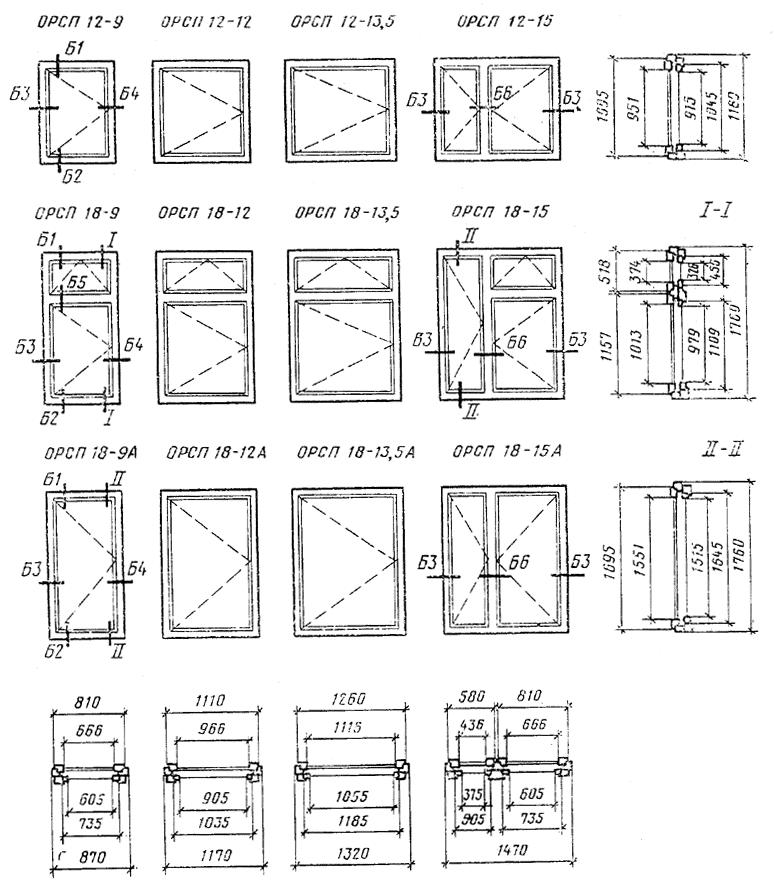 ОРСП 12-9 ОРСП 12-12 ОРСП 12-13,5 ОРСП 12-15
Б1
Б3 Б4 Б3 Б6 Б3
Б2
1095 951 915 1045 1160
ОРСП 18-9 ОРСП 18-12 ОРСП 18-13,5 ОРСП 18-15 I-I
Б1 I II
Б5
Б3 Б4 Б3 Б6 Б3
Б2 I II
518 374 450
1157 1013 979 1109 1760
ОРСП 18-9А ОРСП 18-12А ОРСП 18-13,5А ОРСП 18-15А II-II
Б1 II
Б3 Б4 Б3 Б6 Б3
Б2 II
1695 1551 1515 1645 1760
810 1110 1260 580 810
666 966 1115 436 666
605 905 1055 375 605
735 1035 1185 905 735
870 1170 1320 1470